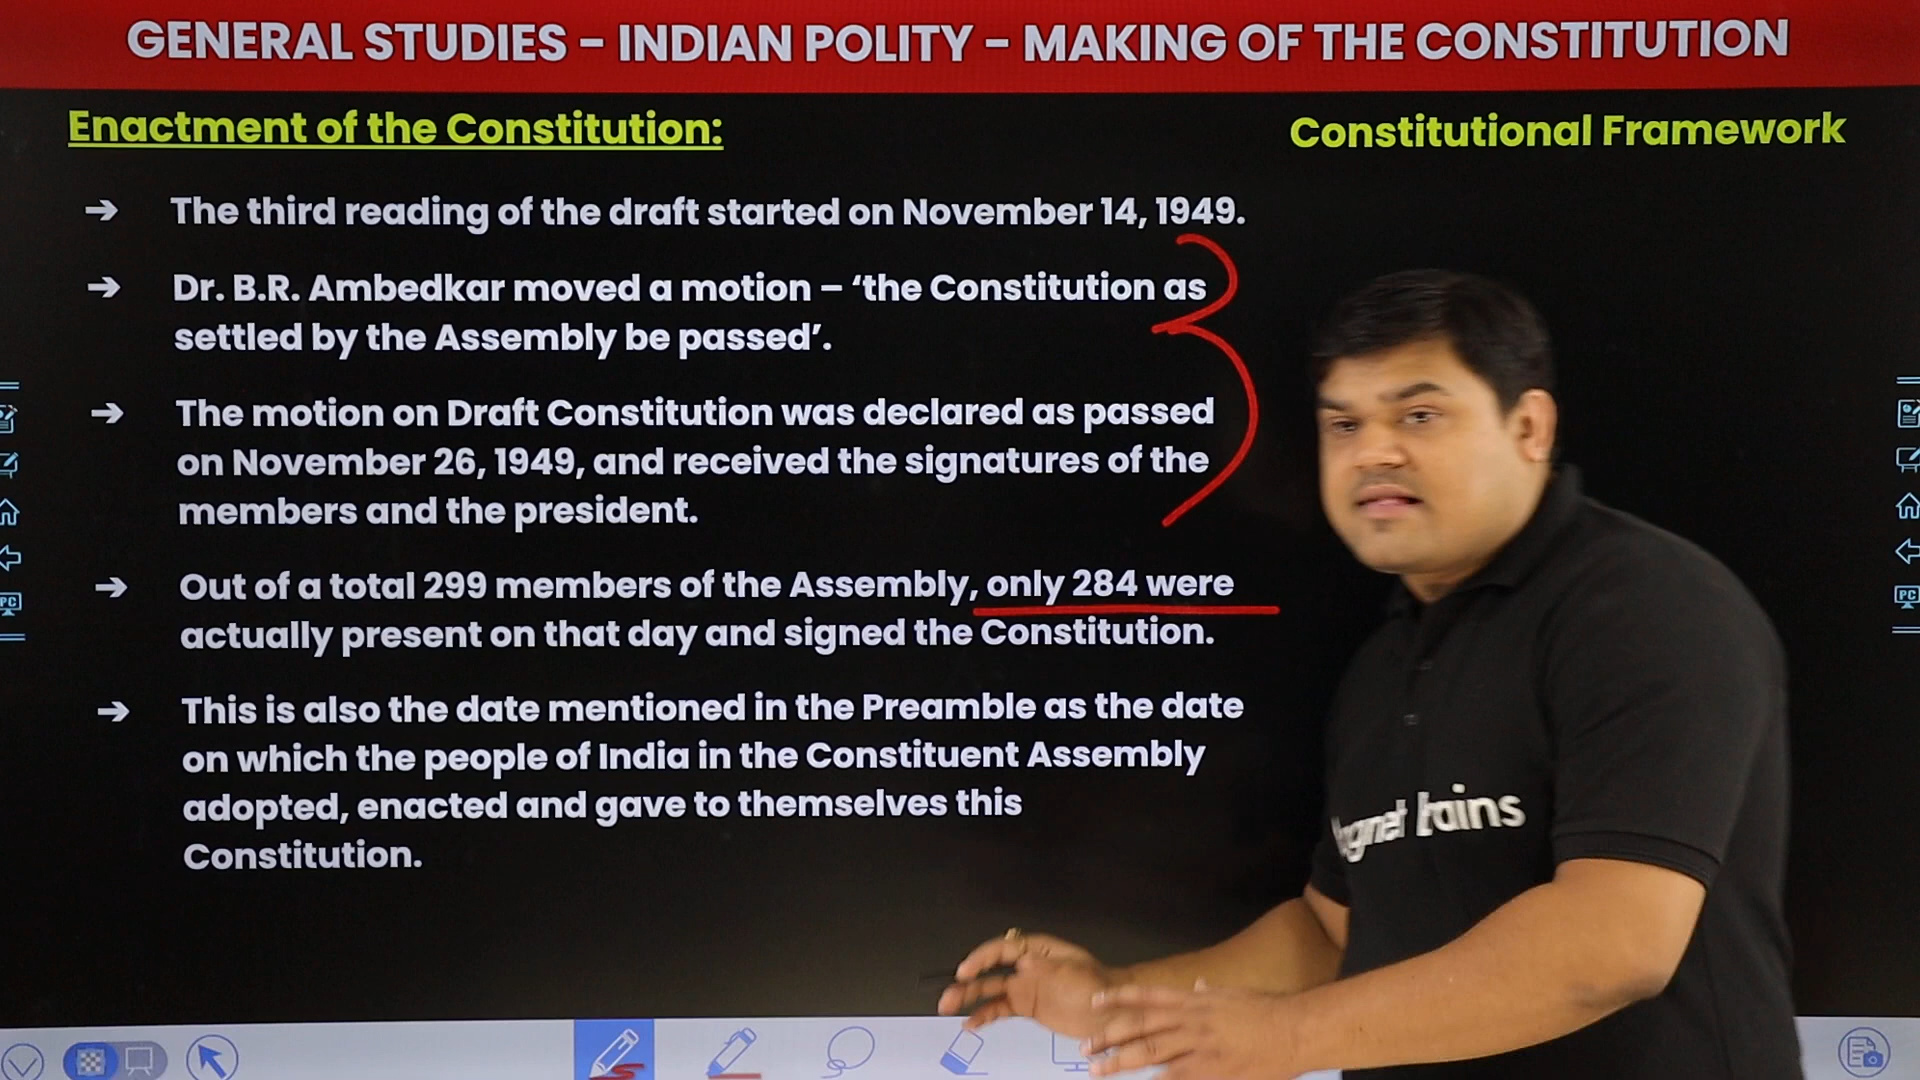 GENERAL STUDIES - INDIAN POLITY - MAKING OF THE CONSTITUTION
Enactment of the Constitution:
Constitutional Framework
➔ The third reading of the draft started on November 14, 1949.
➔ Dr. B.R. Ambedkar moved a motion – ‘the Constitution as
settled by the Assembly be passed’.
➔ The motion on Draft Constitution was declared as passed
on November 26, 1949, and received the signatures of the
members and the president.
➔ Out of a total 299 members of the Assembly, only 284 were
actually present on that day and signed the Constitution.
➔ This is also the date mentioned in the Preamble as the date
on which the people of India in the Constituent Assembly
adopted, enacted and gave to themselves this
Constitution.
PC
PC